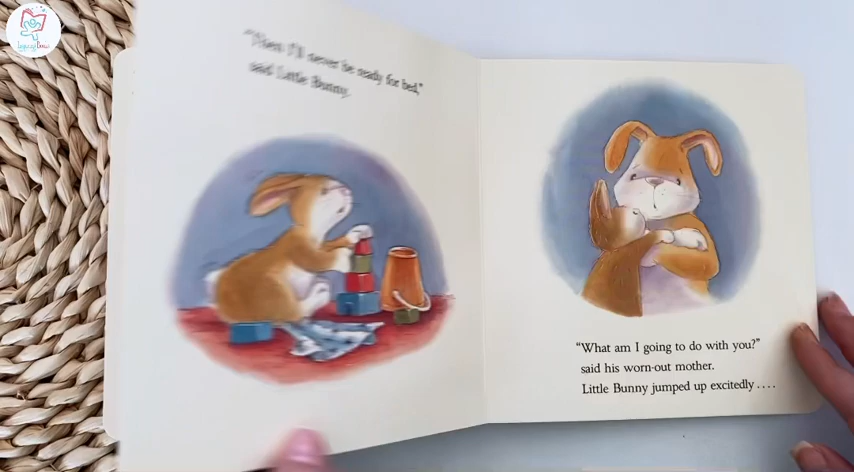 "Then I'll never be ready for bed,"
said Little Bunny.
"What am I going to do with you?"
said his worn-out mother.
Little Bunny jumped up excitedly . . . .